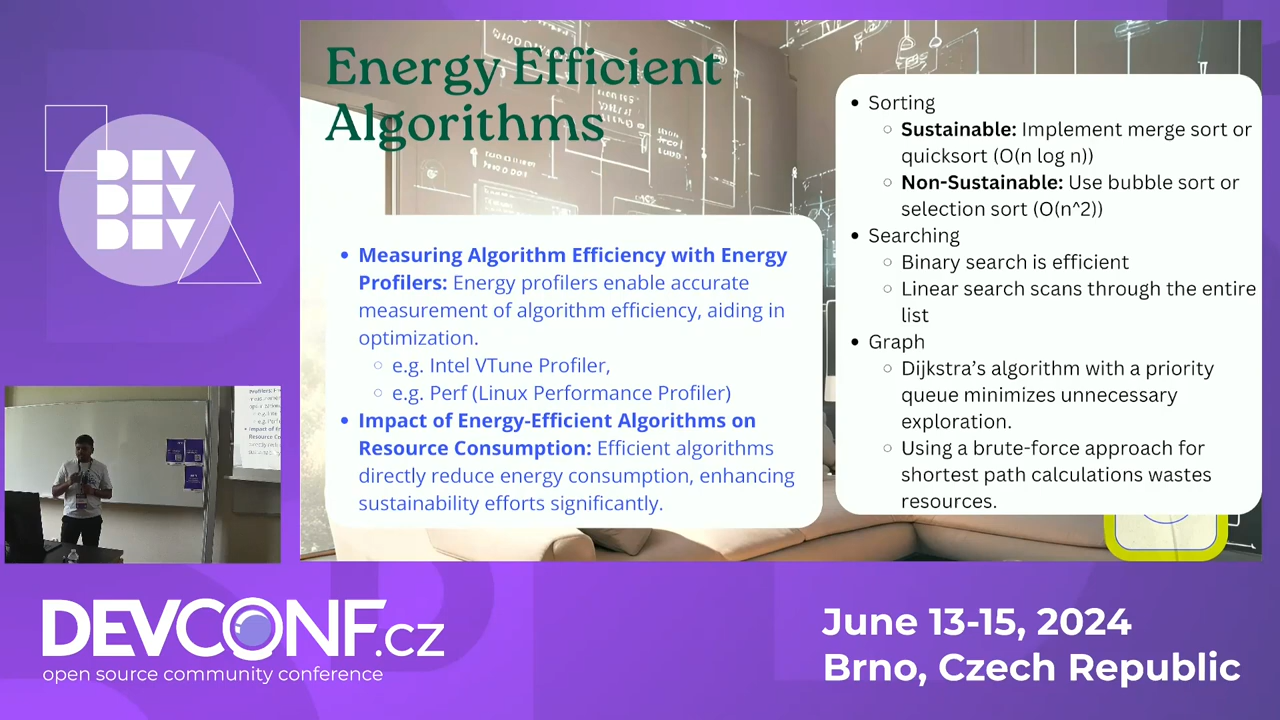 DEV
DEV
DEV
Energy Efficient
Algorithms
• Measuring Algorithm Efficiency with Energy
Profilers: Energy profilers enable accurate
measurement of algorithm efficiency, aiding in
optimization.
○ e.g. Intel VTune Profiler,
○ e.g. Perf (Linux Performance Profiler)
• Impact of Energy-Efficient Algorithms on
Resource Consumption: Efficient algorithms
directly reduce energy consumption, enhancing
sustainability efforts significantly.
• Sorting
○ Sustainable: Implement merge sort or
quicksort (O(n log n))
○ Non-Sustainable: Use bubble sort or
selection sort (O(n^2))
• Searching
○ Binary search is efficient
○ Linear search scans through the entire
list
• Graph
○ Dijkstra’s algorithm with a priority
queue minimizes unnecessary
exploration.
○ Using a brute-force approach for
shortest path calculations wastes
resources.
DEVCONF.cz
open source community conference
June 13-15, 2024
Brno, Czech Republic